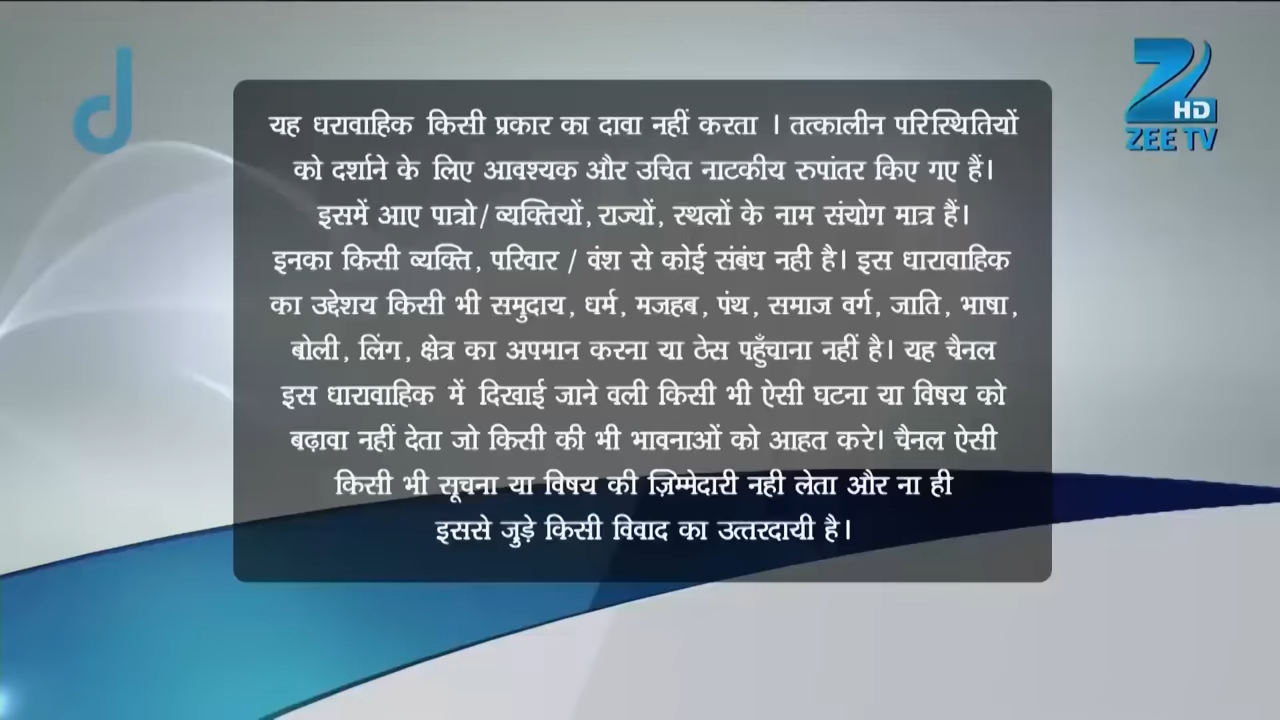 d
ZEE TV
HD
यह धरावाहिक किसी प्रकार का दावा नहीं करता । तत्कालीन परिस्थितियों
को दर्शाने के लिए आवश्यक और उचित नाटकीय रुपांतर किए गए हैं।
इसमें आए पात्रो/व्यक्तियों, राज्यों, स्थलों के नाम संयोग मात्र हैं।
इनका किसी व्यक्ति, परिवार / वंश से कोई संबंध नही है। इस धारावाहिक
का उद्देशय किसी भी समुदाय, धर्म, मजहब, पंथ, समाज वर्ग, जाति, भाषा,
बोली, लिंग, क्षेत्र का अपमान करना या ठेस पहुँचाना नहीं है। यह चैनल
इस धारावाहिक में दिखाई जाने वली किसी भी ऐसी घटना या विषय को
बढ़ावा नहीं देता जो किसी की भी भावनाओं को आहत करे। चैनल ऐसी
किसी भी सूचना या विषय की ज़िम्मेदारी नही लेता और ना ही
इससे जुड़े किसी विवाद का उत्तरदायी है।